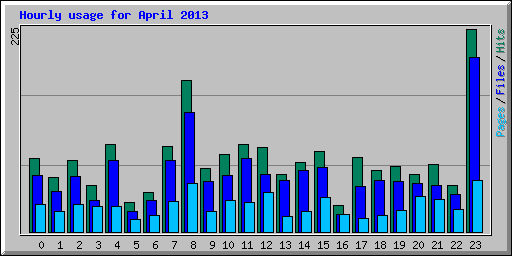 Hourly usage for April 2013
225
Pages/Files/Hits
0 1 2 3 4 5 6 7 8 9 10 11 12 13 14 15 16 17 18 19 20 21 22 23